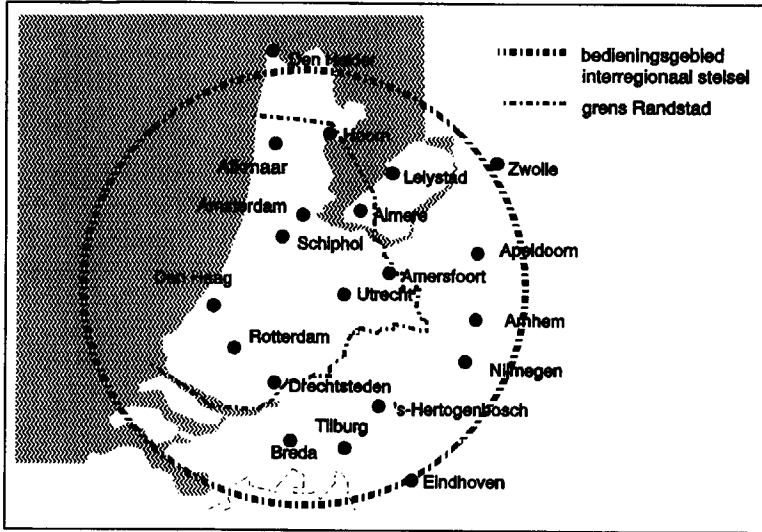 Den Helder
bedieningsgebied
interregionaal stelsel
grens Randstad
Hoorn
Alkmaar
Lelystad
Zwolle
Amsterdam
Almere
Schiphol
Apeldoorn
Den Haag
Amersfoort
Utrecht
Arnhem
Rotterdam
Nijmegen
Drechtsteden
's-Hertogenbosch
Tilburg
Breda
Eindhoven